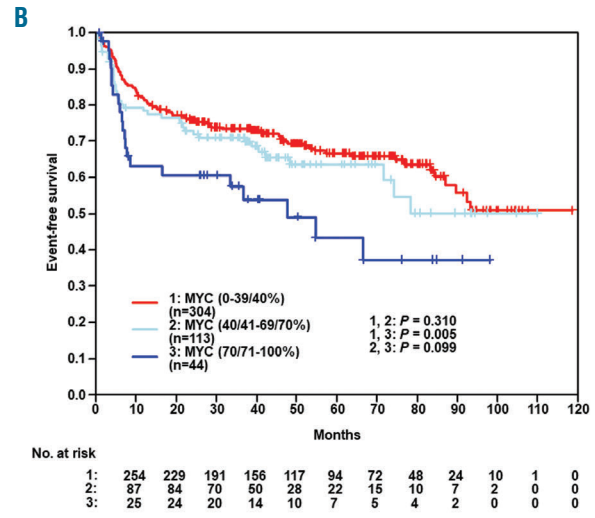 B
1.0
0.9
0.8
0.7
0.6
0.5
0.4
0.3
0.2
0.1
0.0
Event-free survival
1: MYC (0-39/40%)
(n=304)
2: MYC (40/41-69/70%)
(n=113)
3: MYC (70/71-100%)
(n=44)
1, 2: P = 0.310
1, 3: P = 0.005
2, 3: P = 0.099
0 10 20 30 40 50 60 70 80 90 100 110 120
Months
No. at risk
1: 254 229 191 156 117 94 72 48 24 10 1 0
2: 87 84 70 50 28 22 15 10 7 2 0 0
3: 25 24 20 14 10 7 5 4 2 0 0 0